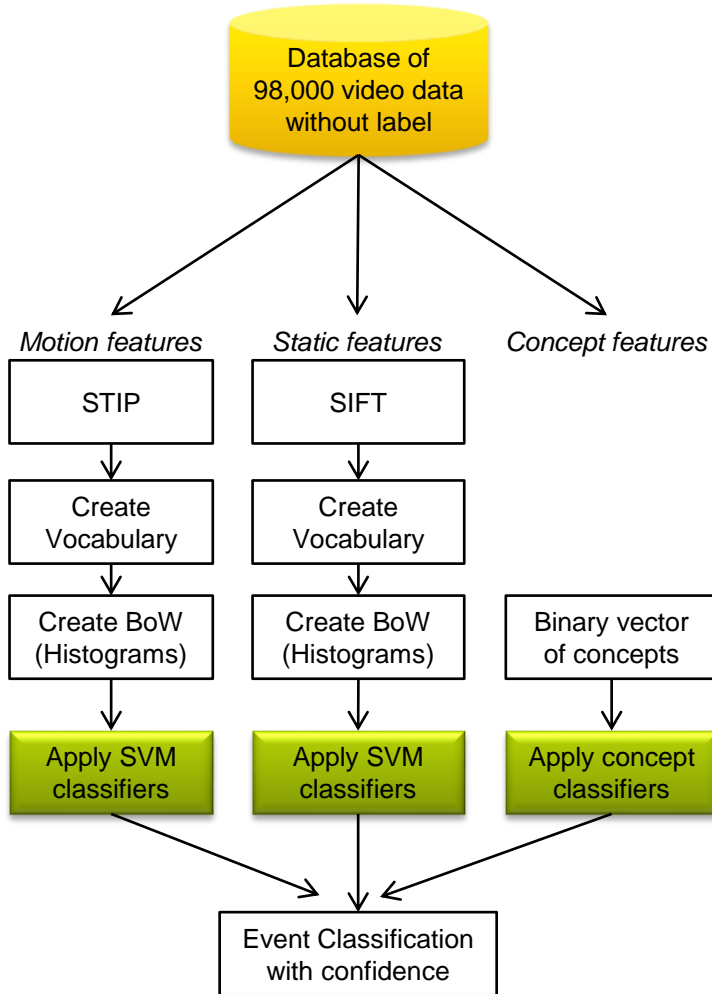 Database of
98,000 video data
without label
Motion features
Static features
Concept features
STIP
SIFT
Create
Vocabulary
Create
Vocabulary
Create BoW
(Histograms)
Create BoW
(Histograms)
Binary vector
of concepts
Apply SVM
classifiers
Apply SVM
classifiers
Apply concept
classifiers
Event Classification
with confidence